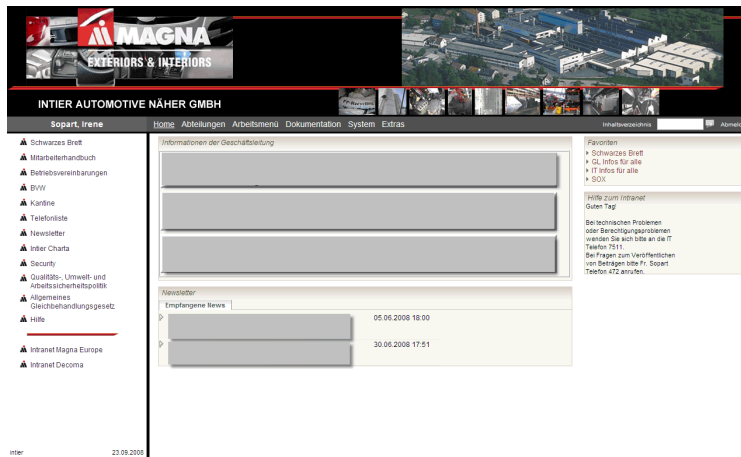 MAGNA
EXTERIORS & INTERIORS
INTIER AUTOMOTIVE NÄHER GMBH
Sopart, Irene
Home Abteilungen Arbeitsmenü Dokumentation System Extras
Inhaltsverzeichnis
Abmeld
Schwarzes Brett
Mitarbeiterhandbuch
Betriebsvereinbarungen
BVW
Kantine
Telefonliste
Newsletter
Intier Charta
Security
Qualitäts-, Umwelt- und
Arbeitssicherheitspolitik
Allgemeines
Gleichbehandlungsgesetz
Hilfe
Intranet Magna Europe
Intranet Decoma
intier 23.09.2008
Informationen der Geschäftsleitung
Newsletter
Empfangene News
05.06.2008 18:00
30.06.2008 17:51
Favoriten
Schwarzes Brett
GL Infos für alle
IT Infos für alle
SOX
Hilfe zum Intranet
Guten Tag!
Bei technischen Problemen
oder Berechtigungsproblemen
wenden Sie sich bitte an die IT
Telefon 7511.
Bei Fragen zum Veröffentlichen
von Beiträgen bitte Fr. Sopart
Telefon 472 anrufen.